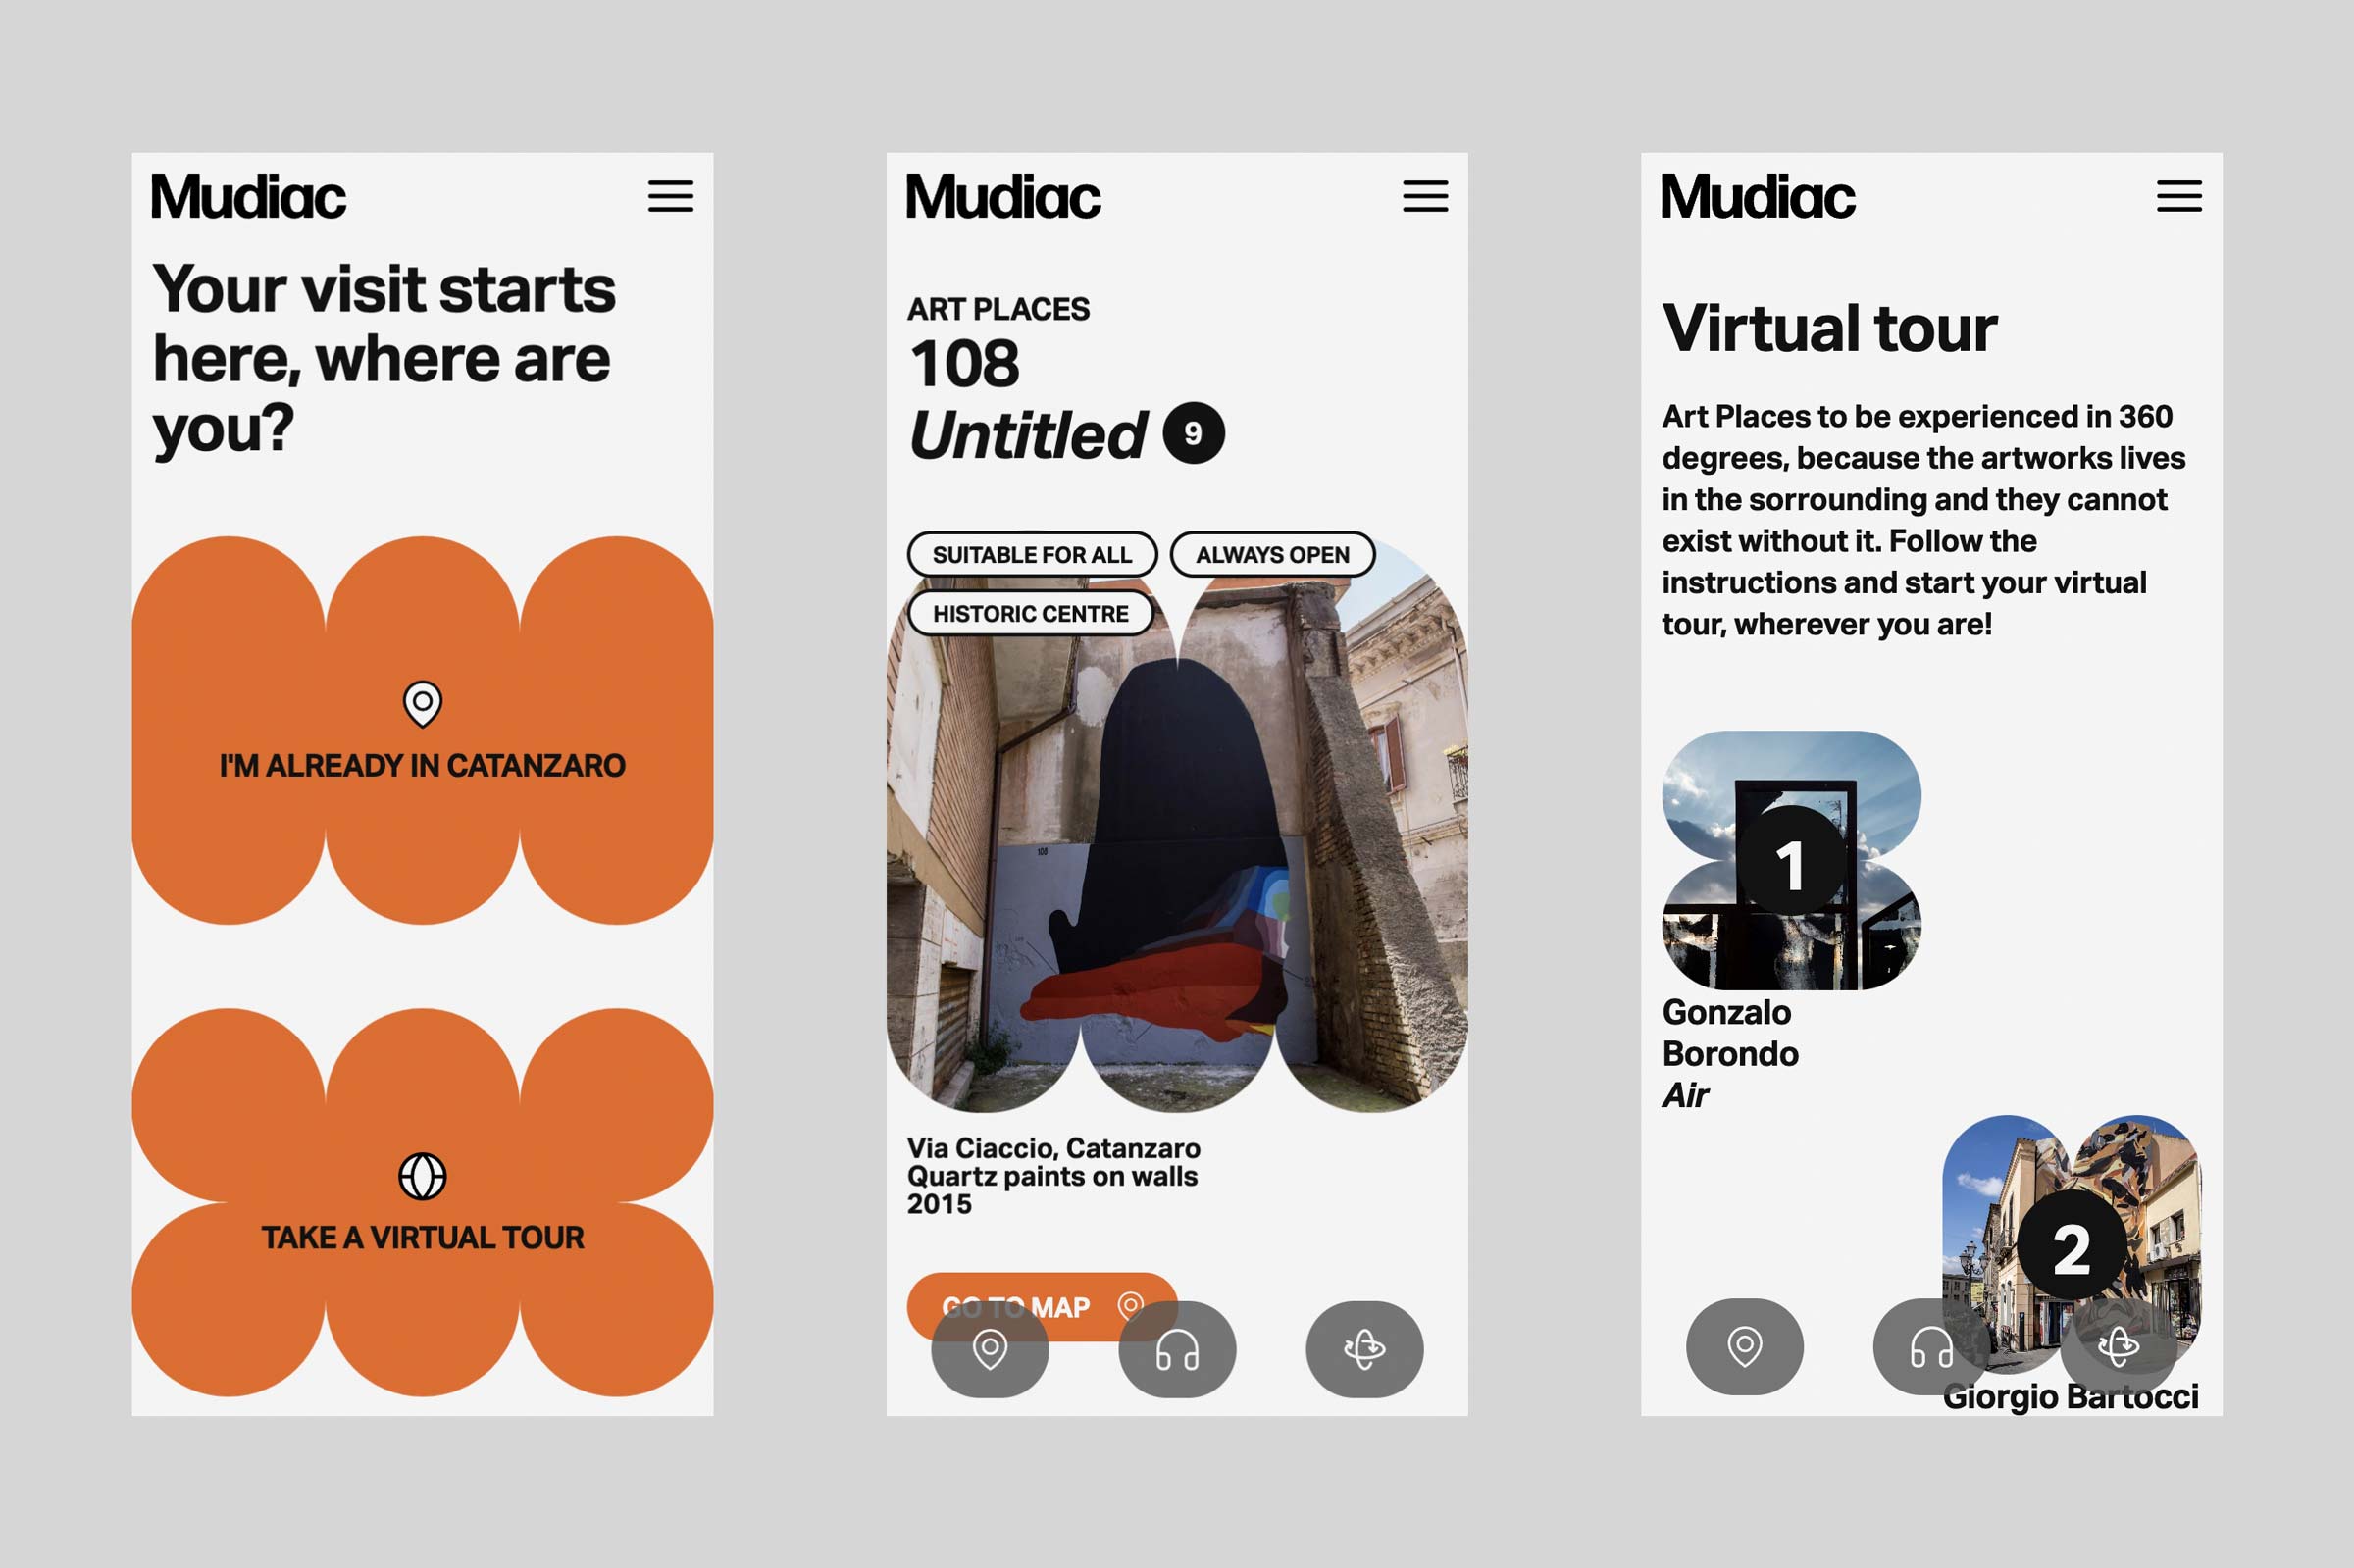 Mudiac
Your visit starts
here, where are
you?
I'M ALREADY IN CATANZARO
TAKE A VIRTUAL TOUR
Mudiac
ART PLACES
108
Untitled 9
SUITABLE FOR ALL ALWAYS OPEN
HISTORIC CENTRE
108
Via Ciaccio, Catanzaro
Quartz paints on walls
2015
GO TO MAP
Mudiac
Virtual tour
Art Places to be experienced in 360
degrees, because the artworks lives
in the sorrounding and they cannot
exist without it. Follow the
instructions and start your virtual
tour, wherever you are!
1
Gonzalo
Borondo
Air
2
Giorgio Bartocci